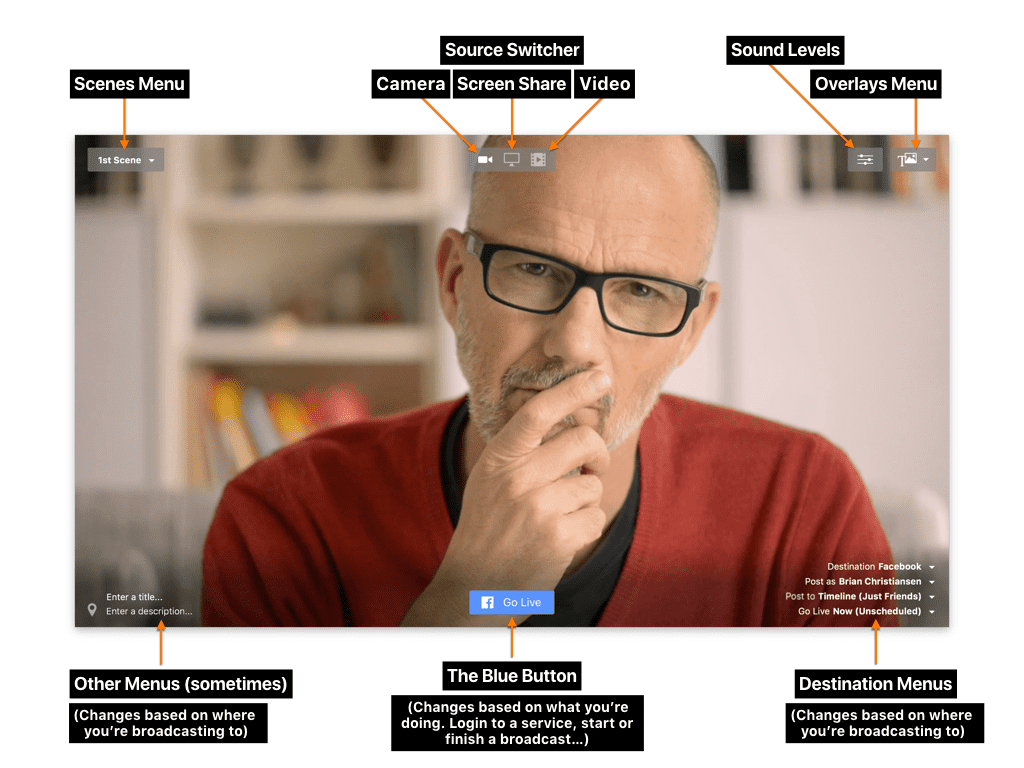 Source Switcher
Sound Levels
Scenes Menu
Camera
Screen Share
Video
Overlays Menu
1st Scene
T
Destination Facebook
Post as Brian Christiansen
Post to Timeline (Just Friends)
Go Live Now (Unscheduled)
Enter a title...
Enter a description...
f Go Live
Other Menus (sometimes)
(Changes based on where
you're broadcasting to)
The Blue Button
(Changes based on what you're
doing. Login to a service, start or
finish a broadcast...)
Destination Menus
(Changes based on where
you're broadcasting to)